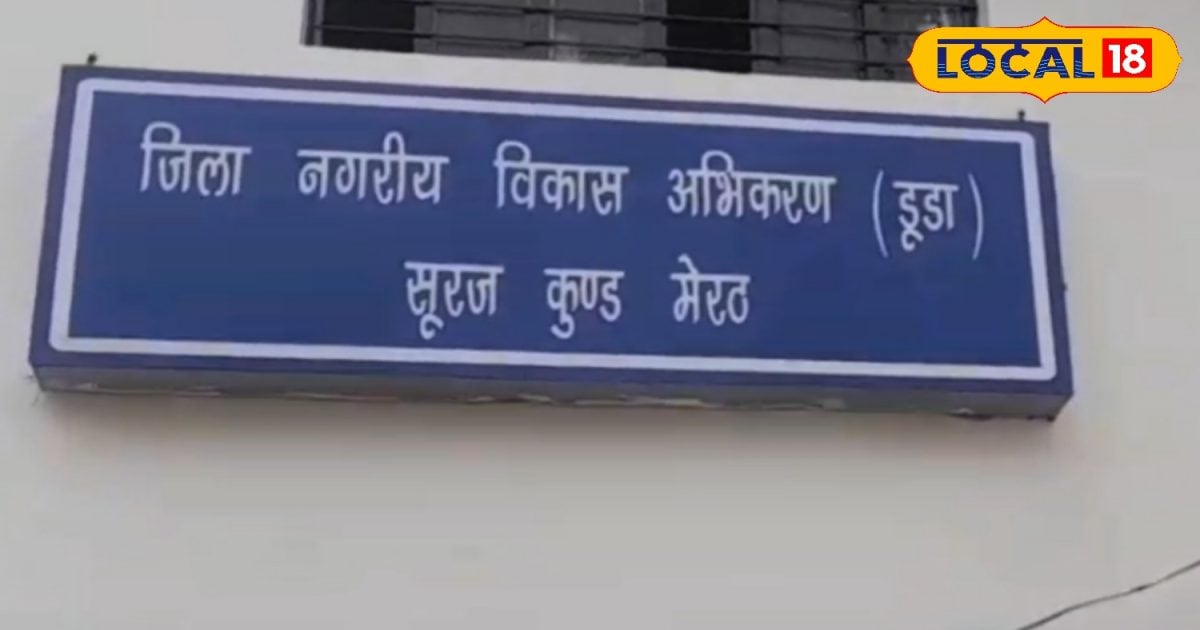 LOCAL 18
जिला नगरीय विकास अभिकरण (डूडा)
सूरज कुण्ड मेरठ